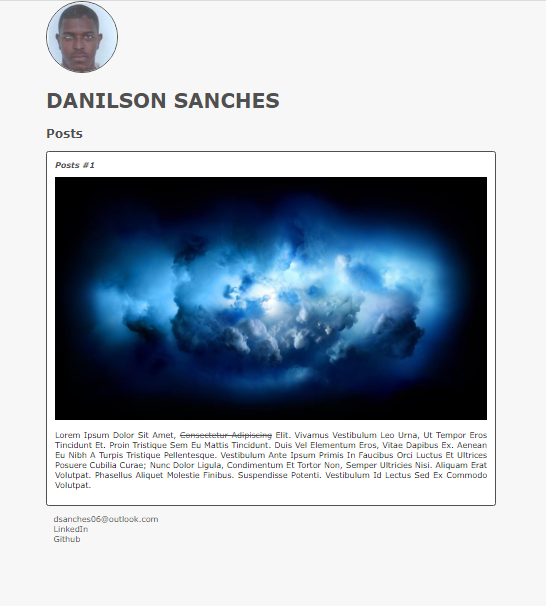 DANILSON SANCHES
Posts
Posts #1
Lorem Ipsum Dolor Sit Amet, Consectetur Adipiscing Elit. Vivamus Vestibulum Leo Urna, Ut Tempor Eros
Tincidunt Et. Proin Tristique Sem Eu Mattis Tincidunt. Duis Vel Elementum Eros, Vitae Dapibus Ex. Aenean
Eu Nibh A Turpis Tristique Pellentesque. Vestibulum Ante Ipsum Primis In Faucibus Orci Luctus Et Ultrices
Posuere Cubilia Curae; Nunc Dolor Ligula, Condimentum Et Tortor Non, Semper Ultricies Nisi. Aliquam Erat
Volutpat. Phasellus Aliquet Molestie Finibus. Suspendisse Potenti. Vestibulum Id Lectus Sed Ex Commodo
Volutpat.
dsanches06@outlook.com
LinkedIn
Github